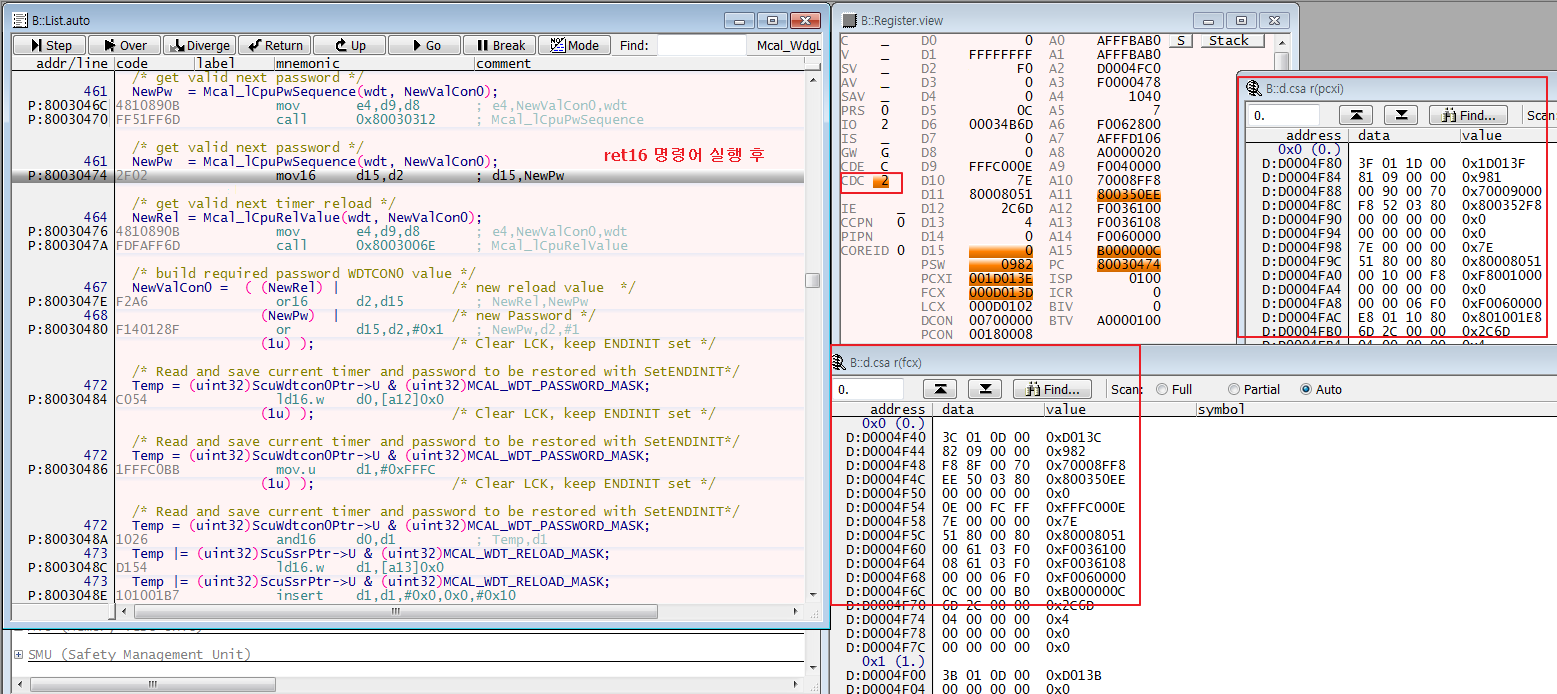 B::List.auto
Step Over Diverge Return Up Go Break Mode Find: Mcal_WdgL
addr/line code label mnemonic comment
/* get valid next password */
461 NewPw = Mcal_lCpuPwSequence(wdt, NewValCon0);
P:8003046C 4810890B mov e4,d9,d8 ; e4,NewValCon0,wdt
P:80030470 FF51FF6D call 0x80030312 ; Mcal_lCpuPwSequence
/* get valid next password */
461 NewPw = Mcal_lCpuPwSequence(wdt, NewValCon0);
ret16 명령어 실행 후
P:80030474 2F02 mov16 d15,d2 ; d15,NewPw
/* get valid next timer reload */
464 NewRel = Mcal_lCpuRelValue(wdt, NewValCon0);
P:80030476 4810890B mov e4,d9,d8 ; e4,NewValCon0,wdt
P:8003047A FDFAFF6D call 0x8003006E ; Mcal_lCpuRelValue
/* build required password WDTCON0 value */
467 NewValCon0 = ( (NewRel) | /* new reload value */
P:8003047E F2A6 or16 d2,d15 ; NewRel,NewPw
468 (NewPw) | /* new Password */
P:80030480 F140128F or d15,d2,#0x1 ; NewPw,d2,#1
(1u) ); /* Clear LCK, keep ENDINIT set */
/* Read and save current timer and password to be restored with SetENDINIT*/
472 Temp = (uint32)ScuWdtcon0Ptr->U & (uint32)MCAL_WDT_PASSWORD_MASK;
P:80030484 C054 ld16.w d0,[a12]0x0
(1u) ); /* Clear LCK, keep ENDINIT set */
/* Read and save current timer and password to be restored with SetENDINIT*/
472 Temp = (uint32)ScuWdtcon0Ptr->U & (uint32)MCAL_WDT_PASSWORD_MASK;
P:80030486 1FFFC0BB mov.u d1,#0xFFFC
(1u) ); /* Clear LCK, keep ENDINIT set */
/* Read and save current timer and password to be restored with SetENDINIT*/
472 Temp = (uint32)ScuWdtcon0Ptr->U & (uint32)MCAL_WDT_PASSWORD_MASK;
P:8003048A 1026 and16 d0,d1 ; Temp,d1
473 Temp |= (uint32)ScuSsrPtr->U & (uint32)MCAL_WDT_RELOAD_MASK;
P:8003048C D154 ld16.w d1,[a13]0x0
473 Temp |= (uint32)ScuSsrPtr->U & (uint32)MCAL_WDT_RELOAD_MASK;
P:8003048E 101001B7 insert d1,d1,#0x0,0x0,#0x10
SMU (Safety Management Unit)
B::Register.view
C _ D0 0 A0 AFFFBAB0 S Stack
V _ D1 FFFFFFFF A1 AFFFBAB0
SV _ D2 F0 A2 D0004FC0
AV _ D3 0 A3 F0000478
SAV _ D4 0 A4 1040
PRS 0 D5 0C A5 7
IO 2 D6 00034B6D A6 F0062800
IS _ D7 0 A7 AFFFD106
GW G D8 0 A8 A0000020
CDE C D9 FFFC000E A9 F0040000
CDC 2 D10 7E A10 70008FF8
D11 80008051 A11 800350EE
IE _ D12 2C6D A12 F0036100
CCPN 0 D13 4 A13 F0036108
PIPN D14 0 A14 F0060000
COREID 0 D15 0 A15 B000000C
PSW 0982 PC 80030474
PCXI 001D013E ISP 0100
FCX 000D013D ICR 0
LCX 000D0102 BIV 0
DCON 00700000 BTV A0000100
PCON 00180008
B::d.csa r(pcxi)
0. Find... Scan
address data value
0x0 (0.)
D:D0004F80 3F 01 1D 00 0x1D013F
D:D0004F84 81 09 00 00 0x981
D:D0004F88 00 90 00 70 0x70009000
D:D0004F8C F8 52 03 80 0x800352F8
D:D0004F90 00 00 00 00 0x0
D:D0004F94 00 00 00 00 0x0
D:D0004F98 7E 00 00 00 0x7E
D:D0004F9C 51 80 00 80 0x80008051
D:D0004FA0 00 10 00 F8 0xF8001000
D:D0004FA4 00 00 00 00 0x0
D:D0004FA8 00 00 06 F0 0xF0060000
D:D0004FAC E8 01 10 80 0x801001E8
D:D0004FB0 6D 2C 00 00 0x2C6D
B::d.csa r(fcx)
0. Find... Scan: Full Partial Auto
address data value symbol
0x0 (0.)
D:D0004F40 3C 01 0D 00 0xD013C
D:D0004F44 82 09 00 00 0x982
D:D0004F48 F8 8F 00 70 0x70008FF8
D:D0004F4C EE 50 03 80 0x800350EE
D:D0004F50 00 00 00 00 0x0
D:D0004F54 0E 00 FC FF 0xFFFC000E
D:D0004F58 7E 00 00 00 0x7E
D:D0004F5C 51 80 00 80 0x80008051
D:D0004F60 00 61 03 F0 0xF0036100
D:D0004F64 08 61 03 F0 0xF0036108
D:D0004F68 00 00 06 F0 0xF0060000
D:D0004F6C 0C 00 00 B0 0xB000000C
D:D0004F70 6D 2C 00 00 0x2C6D
D:D0004F74 04 00 00 00 0x4
D:D0004F78 00 00 00 00 0x0
D:D0004F7C 00 00 00 00 0x0
0x1 (1.)
D:D0004F00 3B 01 0D 00 0xD013B
D:D0004F04 00 00 00 00 0x0